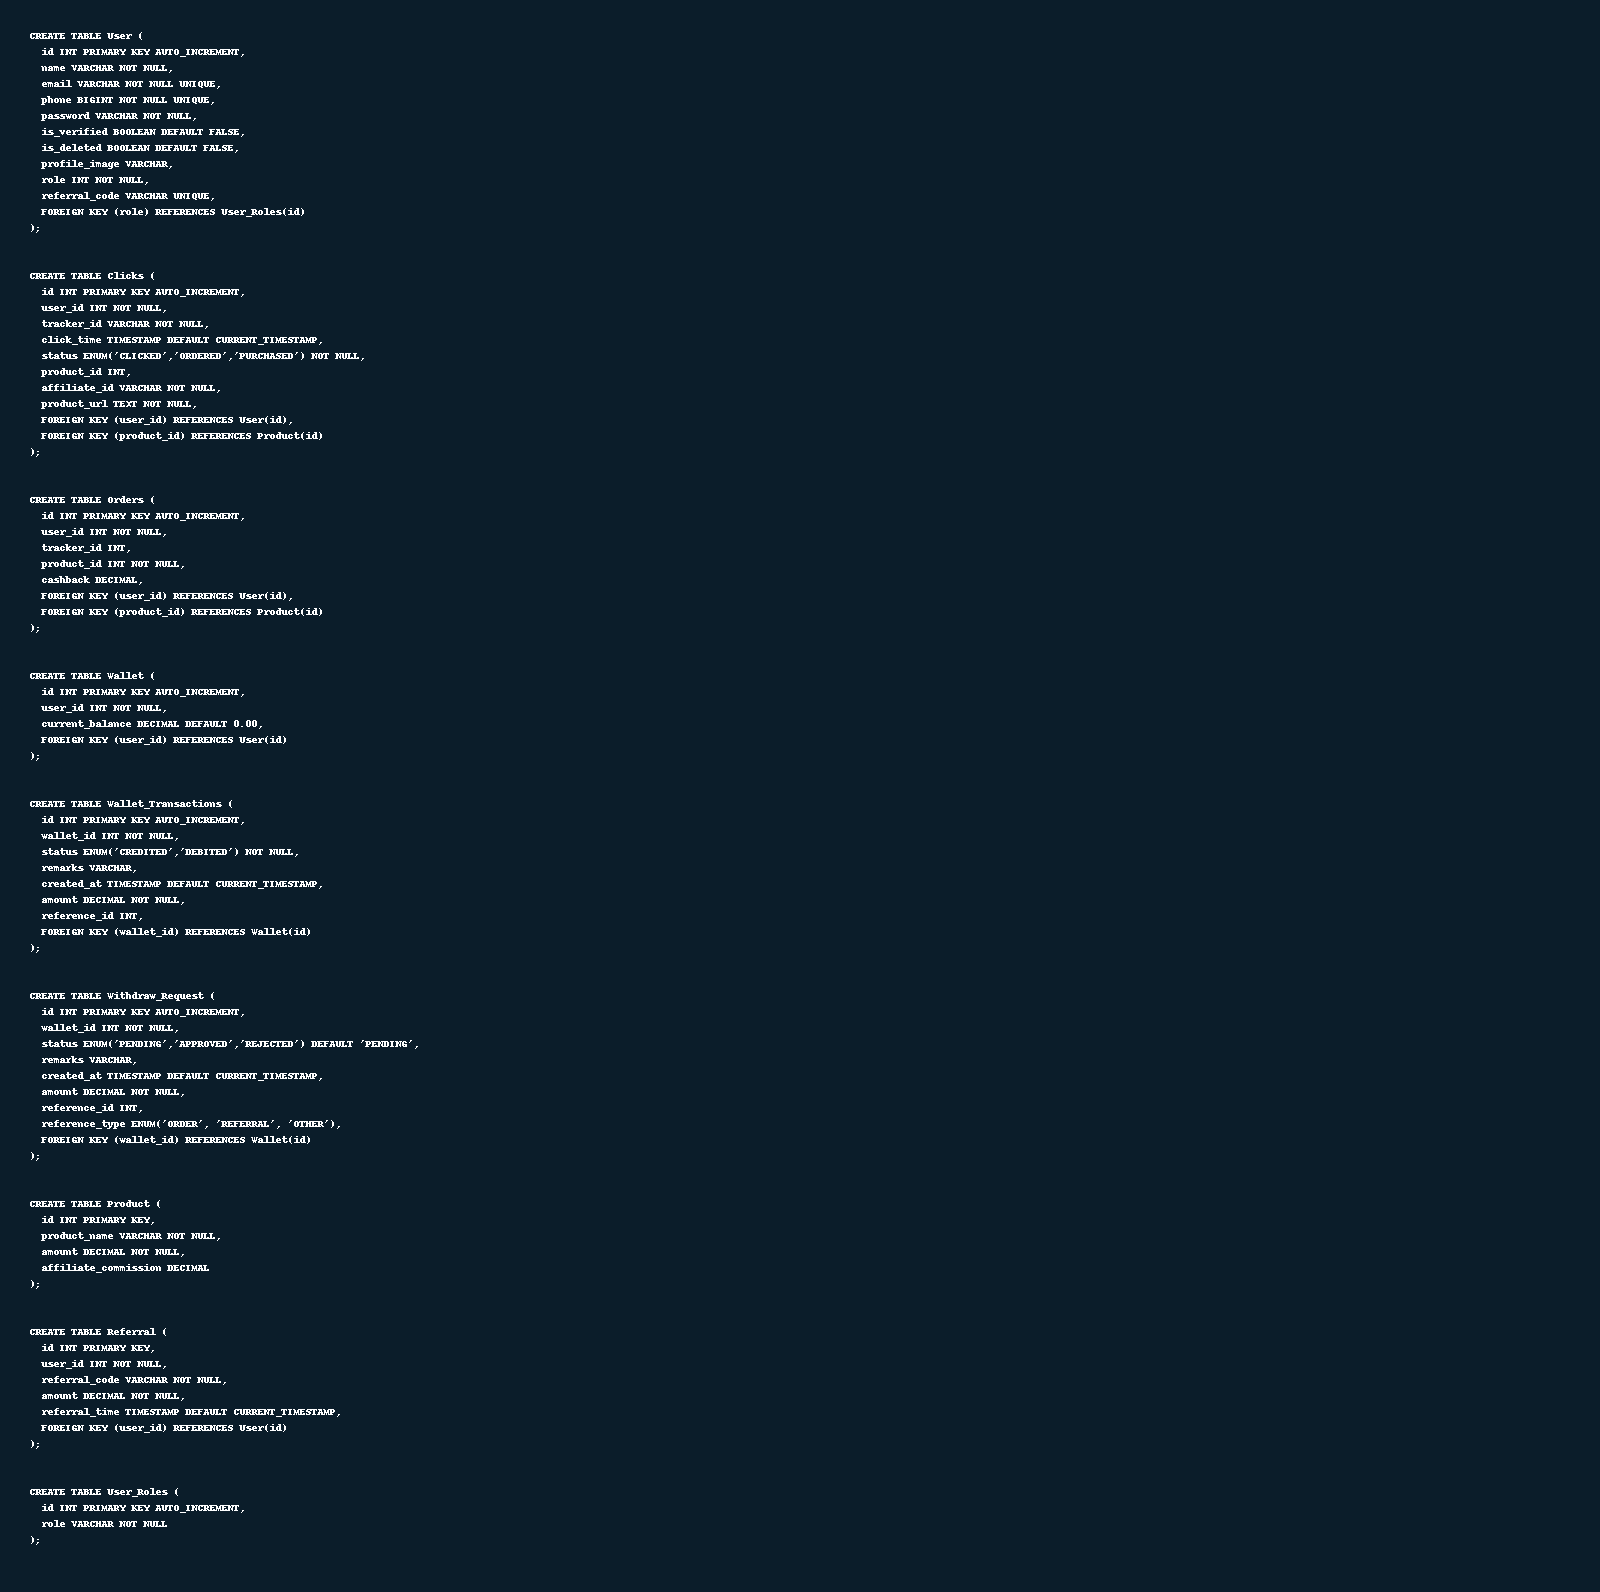 CREATE TABLE User (
id INT PRIMARY KEY AUTO_INCREMENT,
name VARCHAR NOT NULL,
email VARCHAR NOT NULL UNIQUE,
phone BIGINT NOT NULL UNIQUE,
password VARCHAR NOT NULL,
is_verified BOOLEAN DEFAULT FALSE,
is_deleted BOOLEAN DEFAULT FALSE,
profile_image VARCHAR,
role INT NOT NULL,
referral_code VARCHAR UNIQUE,
FOREIGN KEY (role) REFERENCES User_Roles(id)
);
CREATE TABLE Clicks (
id INT PRIMARY KEY AUTO_INCREMENT,
user_id INT NOT NULL,
tracker_id VARCHAR NOT NULL,
click_time TIMESTAMP DEFAULT CURRENT_TIMESTAMP,
status ENUM('CLICKED','ORDERED','PURCHASED') NOT NULL,
product_id INT,
affiliate_id VARCHAR NOT NULL,
product_url TEXT NOT NULL,
FOREIGN KEY (user_id) REFERENCES User(id),
FOREIGN KEY (product_id) REFERENCES Product(id)
);
CREATE TABLE Orders (
id INT PRIMARY KEY AUTO_INCREMENT,
user_id INT NOT NULL,
tracker_id INT,
product_id INT NOT NULL,
cashback DECIMAL,
FOREIGN KEY (user_id) REFERENCES User(id),
FOREIGN KEY (product_id) REFERENCES Product(id)
);
CREATE TABLE Wallet (
id INT PRIMARY KEY AUTO_INCREMENT,
user_id INT NOT NULL,
current_balance DECIMAL DEFAULT 0.00,
FOREIGN KEY (user_id) REFERENCES User(id)
);
CREATE TABLE Wallet_Transactions (
id INT PRIMARY KEY AUTO_INCREMENT,
wallet_id INT NOT NULL,
status ENUM('CREDITED','DEBITED') NOT NULL,
remarks VARCHAR,
created_at TIMESTAMP DEFAULT CURRENT_TIMESTAMP,
amount DECIMAL NOT NULL,
reference_id INT,
FOREIGN KEY (wallet_id) REFERENCES Wallet(id)
);
CREATE TABLE Withdraw_Request (
id INT PRIMARY KEY AUTO_INCREMENT,
wallet_id INT NOT NULL,
status ENUM('PENDING','APPROVED','REJECTED') DEFAULT 'PENDING',
remarks VARCHAR,
created_at TIMESTAMP DEFAULT CURRENT_TIMESTAMP,
amount DECIMAL NOT NULL,
reference_id INT,
reference_type ENUM('ORDER', 'REFERRAL', 'OTHER'),
FOREIGN KEY (wallet_id) REFERENCES Wallet(id)
);
CREATE TABLE Product (
id INT PRIMARY KEY,
product_name VARCHAR NOT NULL,
amount DECIMAL NOT NULL,
affiliate_commission DECIMAL
);
CREATE TABLE Referral (
id INT PRIMARY KEY,
user_id INT NOT NULL,
referral_code VARCHAR NOT NULL,
amount DECIMAL NOT NULL,
referral_time TIMESTAMP DEFAULT CURRENT_TIMESTAMP,
FOREIGN KEY (user_id) REFERENCES User(id)
);
CREATE TABLE User_Roles (
id INT PRIMARY KEY AUTO_INCREMENT,
role VARCHAR NOT NULL
);